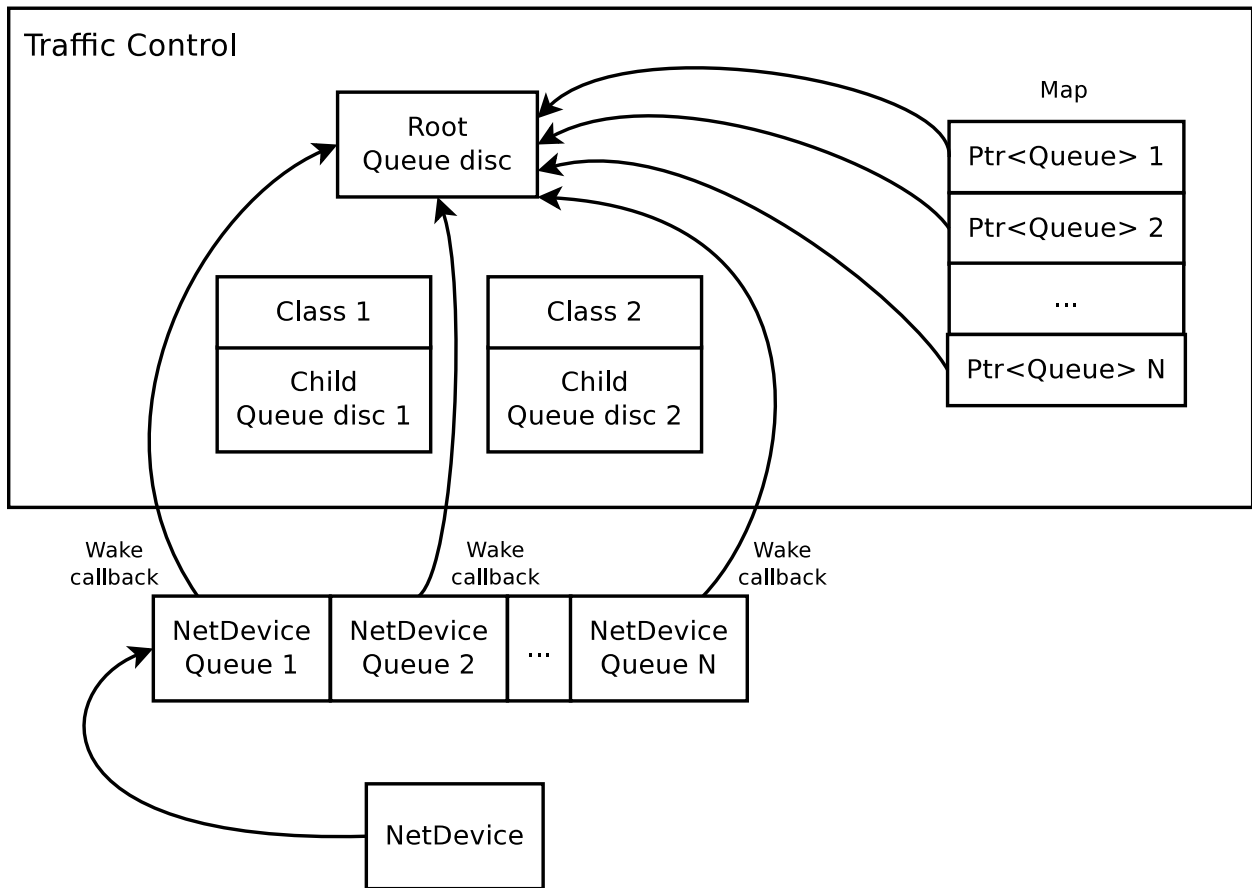 Traffic Control
Root
Queue disc
Map
Ptr<Queue> 1
Ptr<Queue> 2
...
Ptr<Queue> N
Class 1
Child
Queue disc 1
Class 2
Child
Queue disc 2
Wake
callback
Wake
callback
Wake
callback
NetDevice
Queue 1
NetDevice
Queue 2
...
NetDevice
Queue N
NetDevice